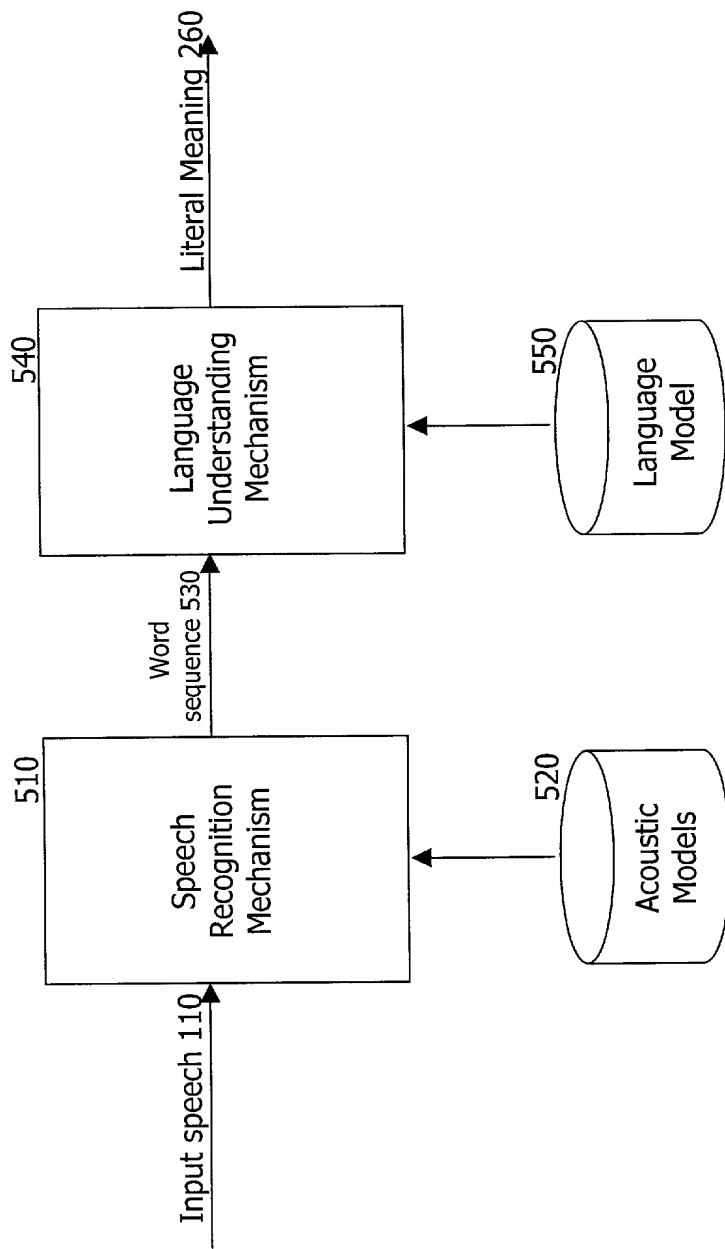 Input speech 110
510
Speech
Recognition
Mechanism
520
Acoustic
Models
Word
sequence 530
540
Language
Understanding
Mechanism
550
Language
Model
Literal Meaning 260